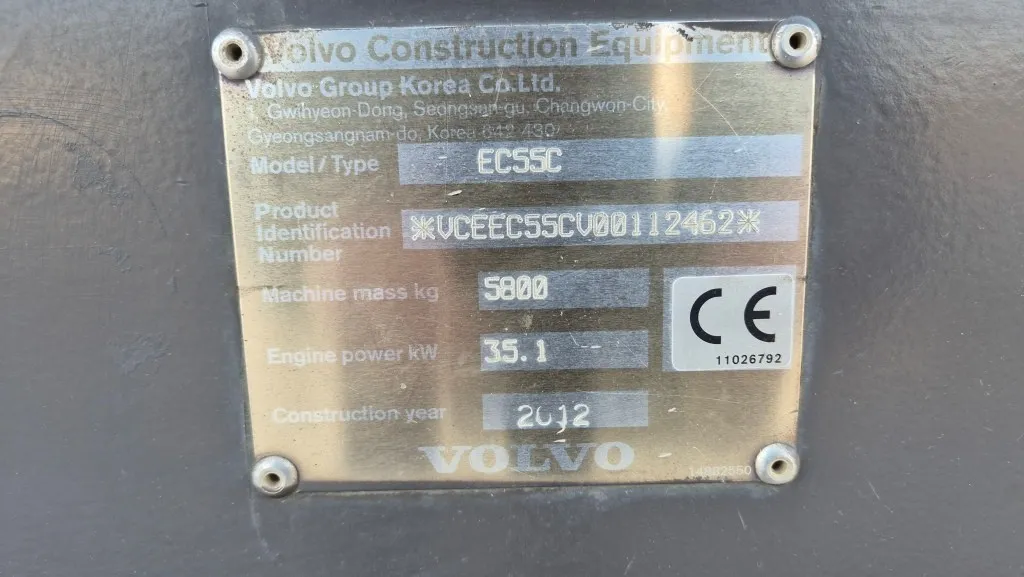 Volvo Construction Equipment
Volvo Group Korea Co.Ltd.
Gwihyeon-Dong, Seongsan-gu, Changwon-City,
Gyeongsangnam-do, Korea 642-430
Model/Type EC55C
Product
Identification
Number
*VCEEC55CV00112462*
Machine mass kg 5800
Engine power kW 35.1
CE
11026792
Construction year 2012
VOLVO